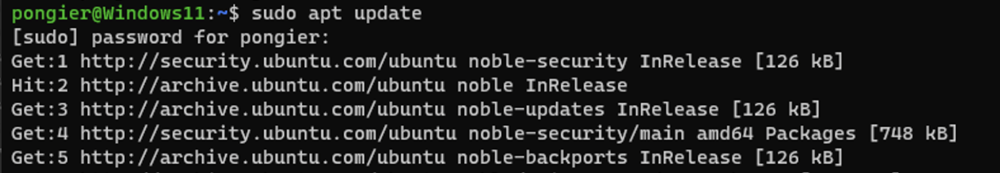 pongier@Windows11:~$ sudo apt update
[sudo] password for pongier:
Get:1 http://security.ubuntu.com/ubuntu noble-security InRelease [126 kB]
Hit:2 http://archive.ubuntu.com/ubuntu noble InRelease
Get:3 http://archive.ubuntu.com/ubuntu noble-updates InRelease [126 kB]
Get:4 http://security.ubuntu.com/ubuntu noble-security/main amd64 Packages [748 kB]
Get:5 http://archive.ubuntu.com/ubuntu noble-backports InRelease [126 kB]